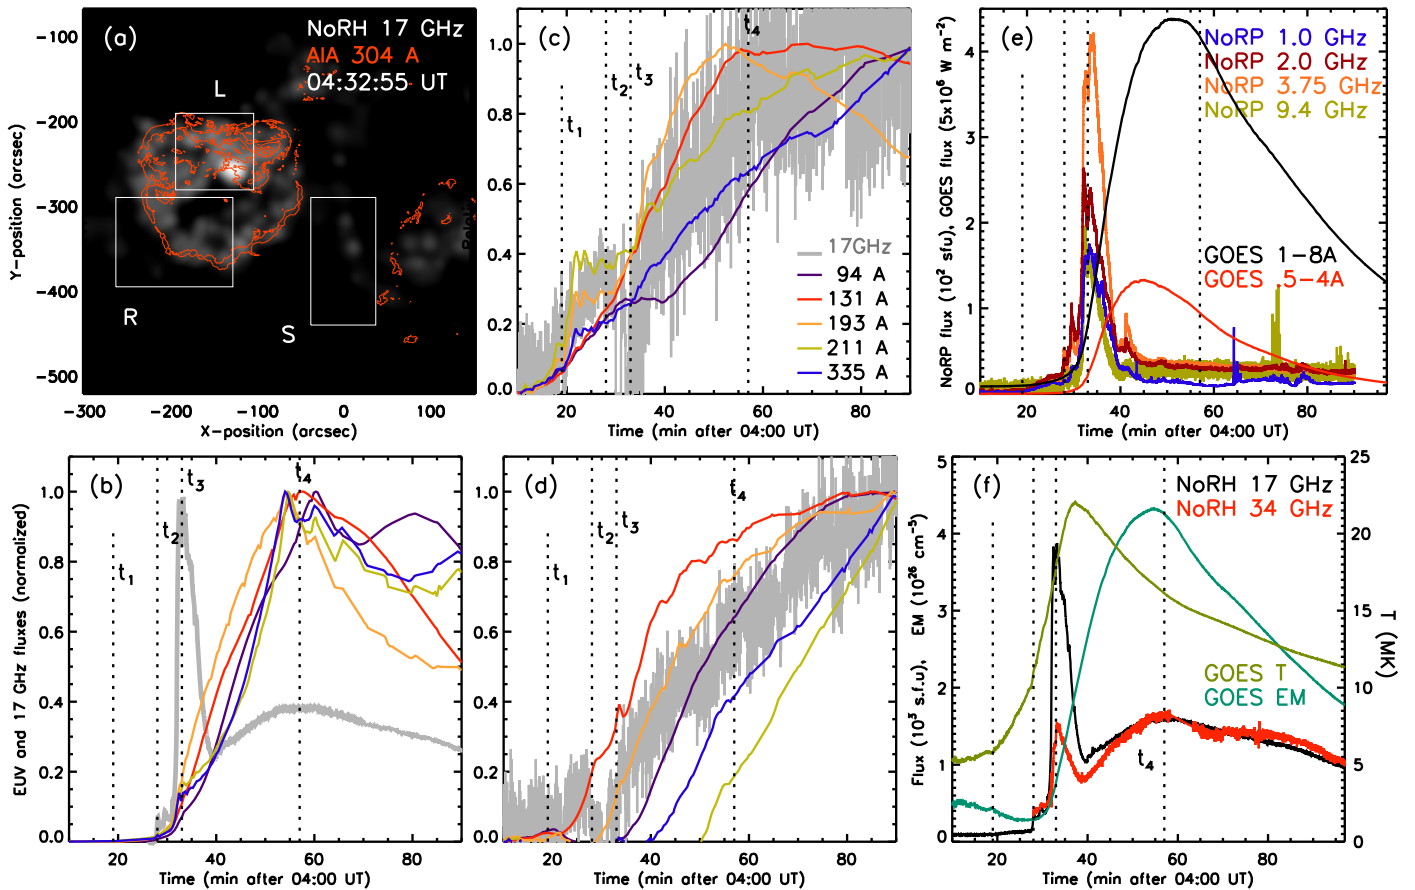 (a)
NoRH 17 GHz
AIA 304 A
04:32:55 UT
L
R
S
Y-position (arcsec)
-100
-200
-300
-400
-500
-300
-200
-100
0
100
X-position (arcsec)
(c)
t4
t2
t3
t1
17GHz
94 A
131 A
193 A
211 A
335 A
1.0
0.8
0.6
0.4
0.2
0.0
20
40
60
80
Time (min after 04:00 UT)
(e)
NoRP 1.0 GHz
NoRP 2.0 GHz
NoRP 3.75 GHz
NoRP 9.4 GHz
GOES 1-8A
GOES .5-4A
NoRP flux (10² sfu), GOES flux (5×10⁶ W m⁻²)
4
3
2
1
0
20
40
60
80
Time (min after 04:00 UT)
(b)
t3
t4
t2
t1
EUV and 17 GHz fluxes (normalized)
1.0
0.8
0.6
0.4
0.2
0.0
20
40
60
80
Time (min after 04:00 UT)
(d)
t4
t2
t3
t1
1.0
0.8
0.6
0.4
0.2
0.0
20
40
60
80
Time (min after 04:00 UT)
(f)
NoRH 17 GHz
NoRH 34 GHz
GOES T
GOES EM
t4
Flux (10³ s.f.u), EM (10²⁶ cm⁻⁵)
5
4
3
2
1
0
T (MK)
25
20
15
10
5
0
20
40
60
80
Time (min after 04:00 UT)